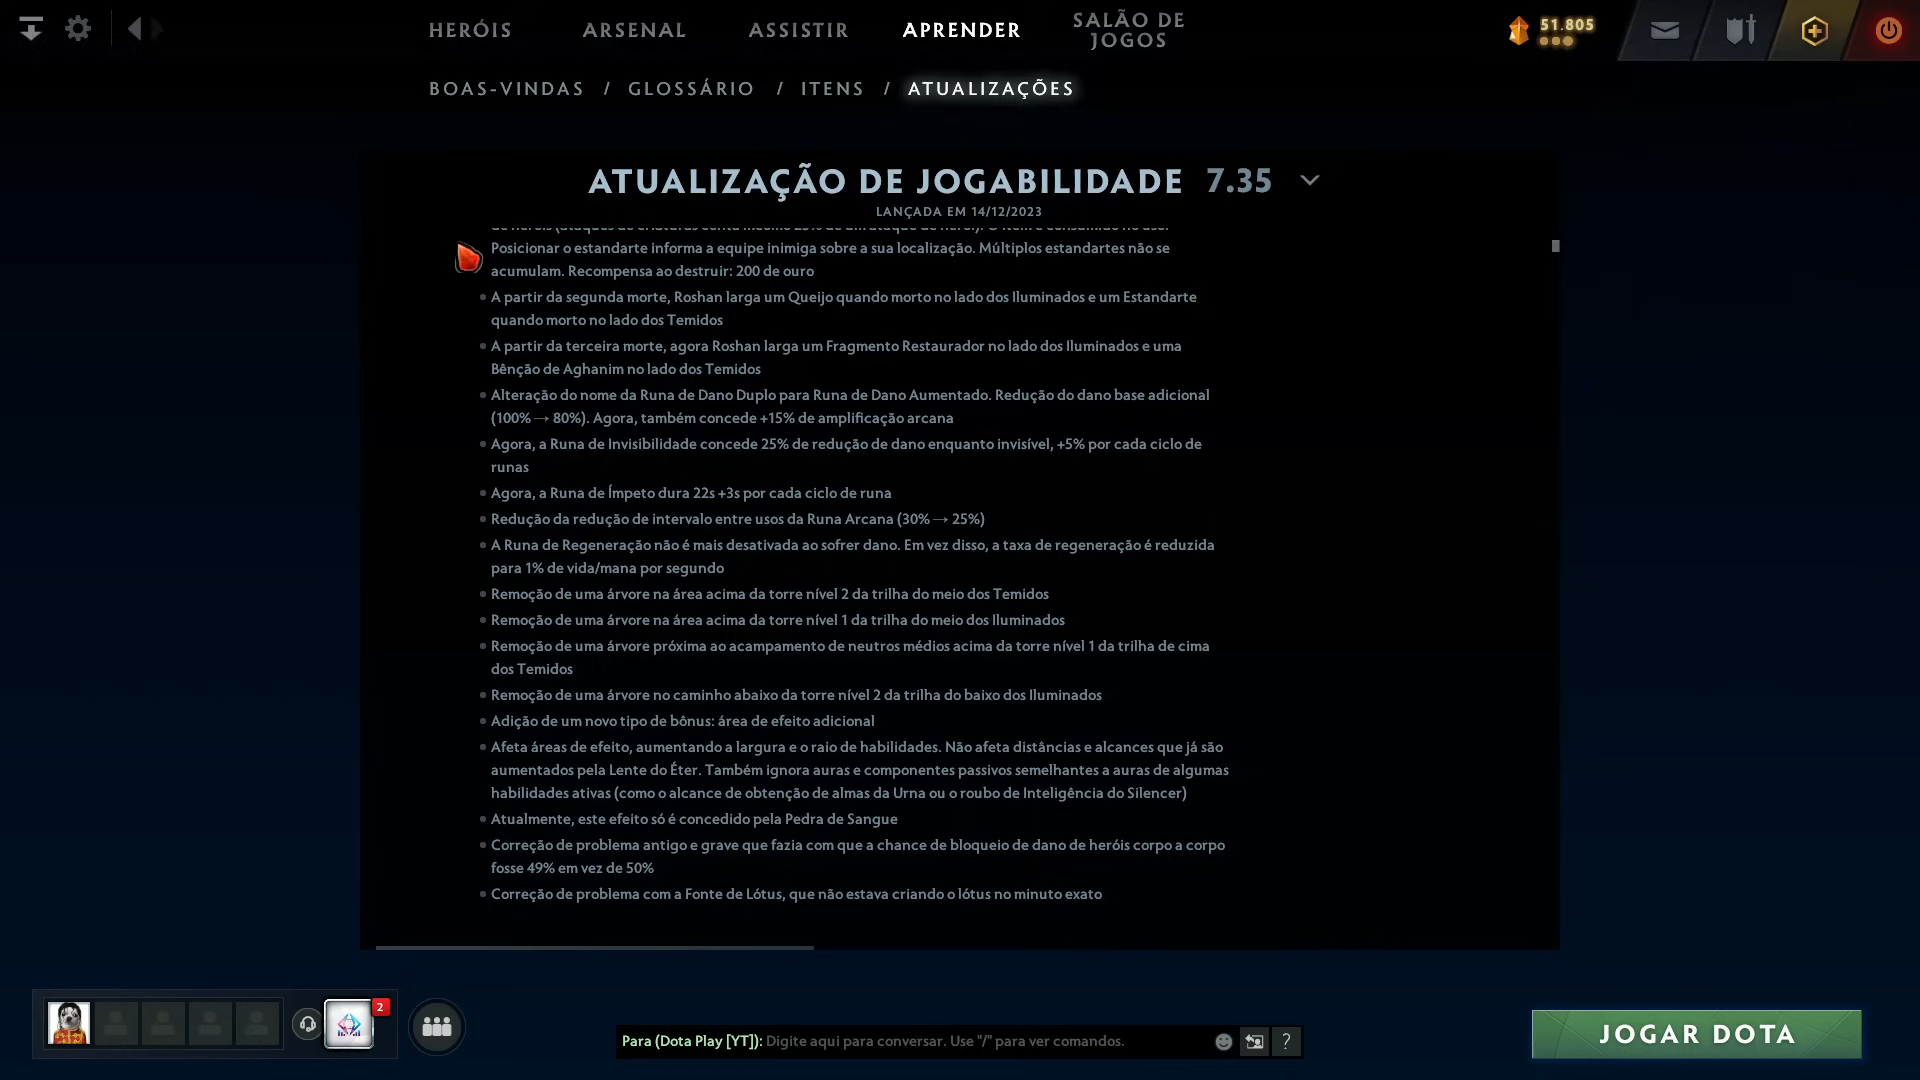 HERÓIS
ARSENAL
ASSISTIR
APRENDER
SALÃO DE
JOGOS
51.805
BOAS-VINDAS / GLOSSÁRIO / ITENS / ATUALIZAÇÕES
ATUALIZAÇÃO DE JOGABILIDADE 7.35
LANÇADA EM 14/12/2023
Posicionar o estandarte informa a equipe inimiga sobre a sua localização. Múltiplos estandartes não se
acumulam. Recompensa ao destruir: 200 de ouro
A partir da segunda morte, Roshan larga um Queijo quando morto no lado dos Iluminados e um Estandarte
quando morto no lado dos Temidos
A partir da terceira morte, agora Roshan larga um Fragmento Restaurador no lado dos Iluminados e uma
Bênção de Aghanim no lado dos Temidos
Alteração do nome da Runa de Dano Duplo para Runa de Dano Aumentado. Redução do dano base adicional
(100% → 80%). Agora, também concede +15% de amplificação arcana
Agora, a Runa de Invisibilidade concede 25% de redução de dano enquanto invisível, +5% por cada ciclo de
runas
Agora, a Runa de Ímpeto dura 22s +3s por cada ciclo de runa
Redução da redução de intervalo entre usos da Runa Arcana (30% → 25%)
A Runa de Regeneração não é mais desativada ao sofrer dano. Em vez disso, a taxa de regeneração é reduzida
para 1% de vida/mana por segundo
Remoção de uma árvore na área acima da torre nível 2 da trilha do meio dos Temidos
Remoção de uma árvore na área acima da torre nível 1 da trilha do meio dos Iluminados
Remoção de uma árvore próxima ao acampamento de neutros médios acima da torre nível 1 da trilha de cima
dos Temidos
Remoção de uma árvore no caminho abaixo da torre nível 2 da trilha do baixo dos Iluminados
Adição de um novo tipo de bônus: área de efeito adicional
Afeta áreas de efeito, aumentando a largura e o raio de habilidades. Não afeta distâncias e alcances que já são
aumentados pela Lente do Éter. Também ignora auras e componentes passivos semelhantes a auras de algumas
habilidades ativas (como o alcance de obtenção de almas da Urna ou o roubo de Inteligência do Silencer)
Atualmente, este efeito só é concedido pela Pedra de Sangue
Correção de problema antigo e grave que fazia com que a chance de bloqueio de dano de heróis corpo a corpo
fosse 49% em vez de 50%
Correção de problema com a Fonte de Lótus, que não estava criando o lótus no minuto exato
2
Para (Dota Play [YT]): Digite aqui para conversar. Use "/" para ver comandos.
?
JOGAR DOTA